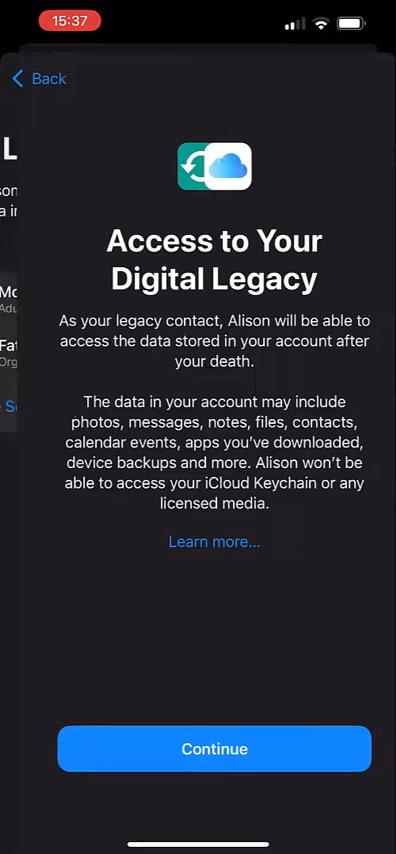 15:37
Back
L
Access to Your
Digital Legacy
As your legacy contact, Alison will be able to
access the data stored in your account after
your death.
The data in your account may include
photos, messages, notes, files, contacts,
calendar events, apps you've downloaded,
device backups and more. Alison won't be
able to access your iCloud Keychain or any
licensed media.
Learn more...
Continue